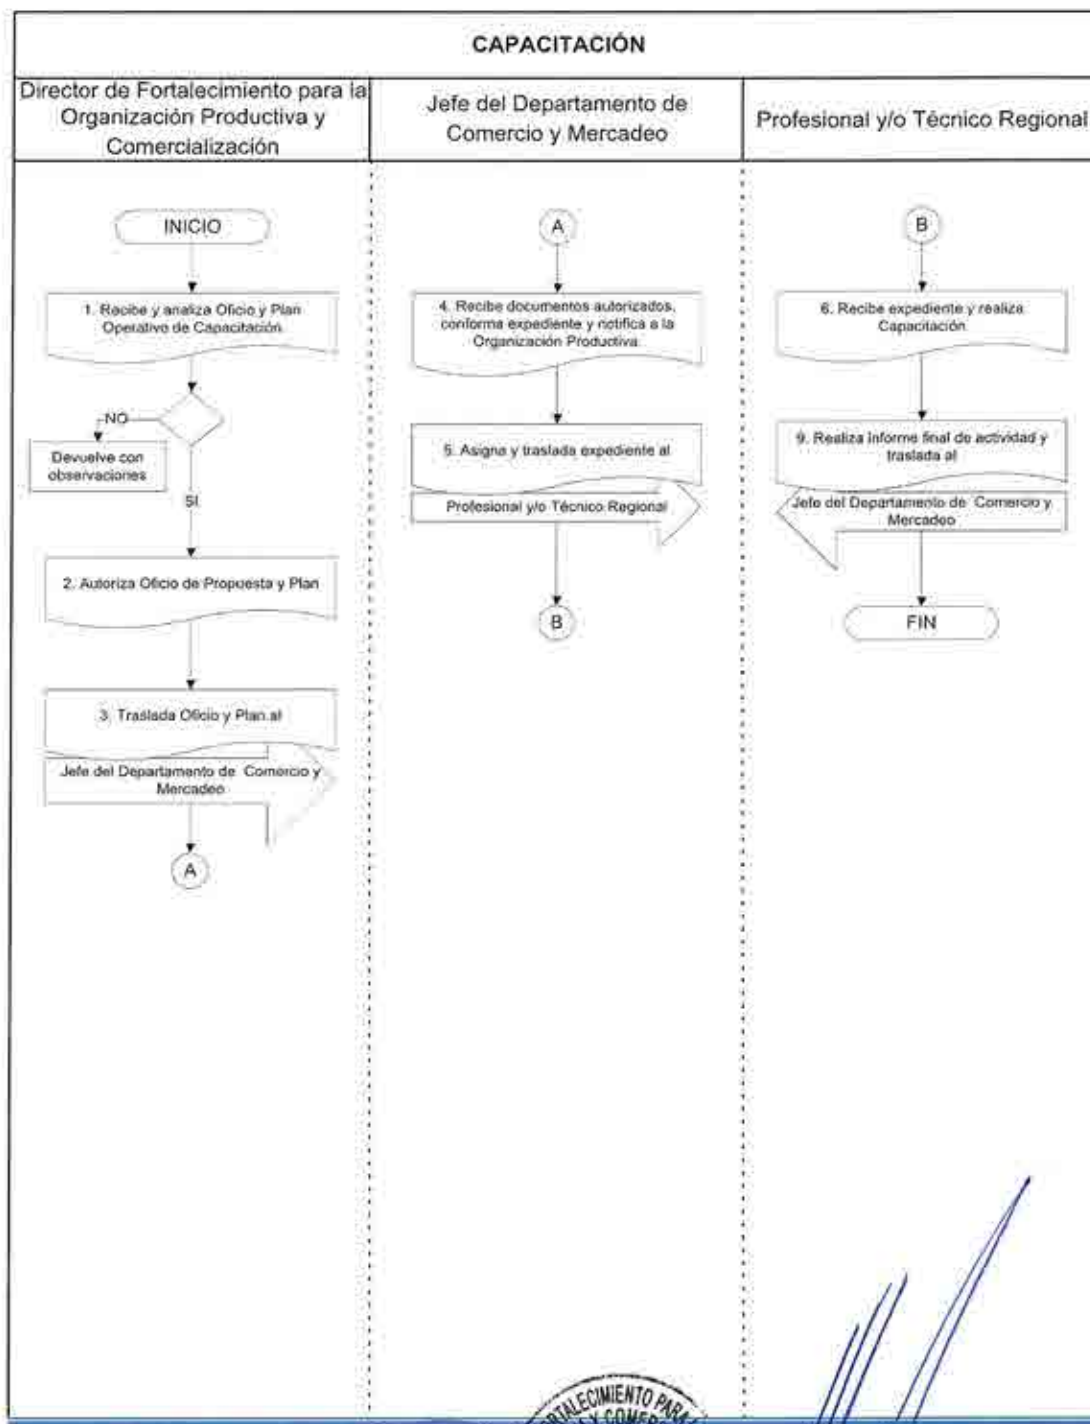 CAPACITACIÓN
Director de Fortalecimiento para la
Organización Productiva y
Comercialización
Jefe del Departamento de
Comercio y Mercadeo
Profesional y/o Técnico Regional
INICIO
1. Recibe y analiza Oficio y Plan
Operativo de Capacitación
NO
Devuelve con
observaciones
SI
2. Autoriza Oficio de Propuesta y Plan
3. Traslada Oficio y Plan al
Jefe del Departamento de Comercio y
Mercadeo
A
A
4. Recibe documentos autorizados,
conforma expediente y notifica a la
Organización Productiva
5. Asigna y traslada expediente al
Profesional y/o Técnico Regional
B
B
6. Recibe expediente y realiza
Capacitación
9. Realiza informe final de actividad y
traslada al
Jefe del Departamento de Comercio y
Mercadeo
FIN